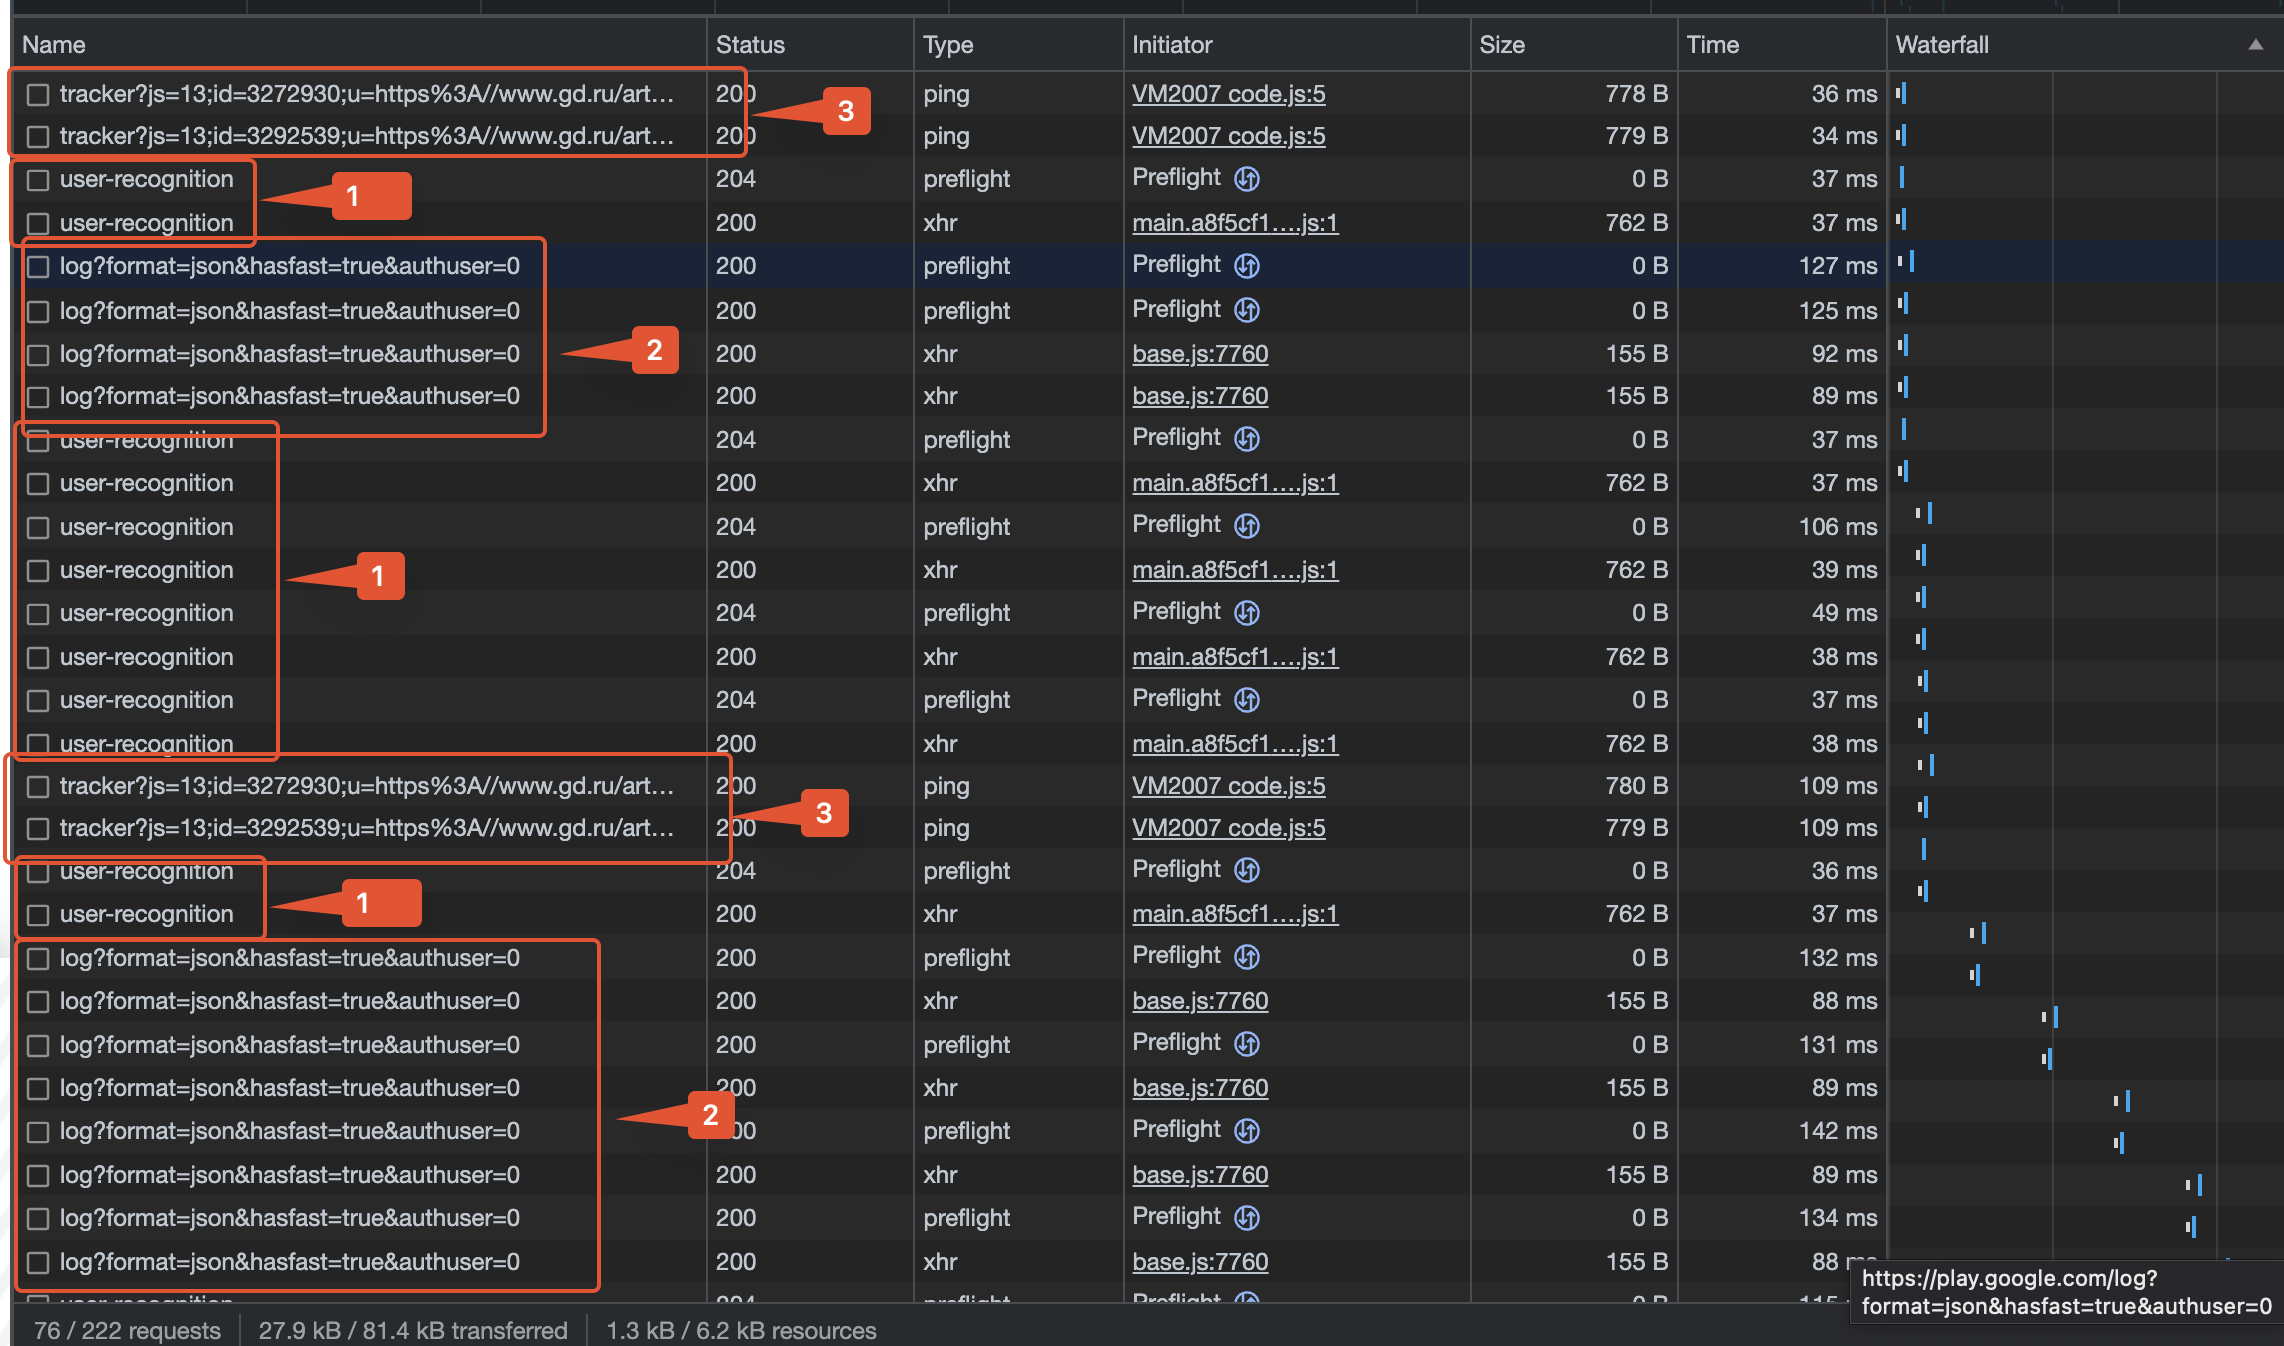 Name Status Type Initiator Size Time Waterfall
tracker?js=13;id=3272930;u=https%3A//www.gd.ru/art… 200 ping VM2007 code.js:5 778 B 36 ms
3
tracker?js=13;id=3292539;u=https%3A//www.gd.ru/art… 200 ping VM2007 code.js:5 779 B 34 ms
user-recognition 204 preflight Preflight 0 B 37 ms
1
user-recognition 200 xhr main.a8f5cf1….js:1 762 B 37 ms
log?format=json&hasfast=true&authuser=0 200 preflight Preflight 0 B 127 ms
log?format=json&hasfast=true&authuser=0 200 preflight Preflight 0 B 125 ms
log?format=json&hasfast=true&authuser=0 200 xhr base.js:7760 155 B 92 ms
2
log?format=json&hasfast=true&authuser=0 200 xhr base.js:7760 155 B 89 ms
user-recognition 204 preflight Preflight 0 B 37 ms
user-recognition 200 xhr main.a8f5cf1….js:1 762 B 37 ms
user-recognition 204 preflight Preflight 0 B 106 ms
user-recognition 200 xhr main.a8f5cf1….js:1 762 B 39 ms
1
user-recognition 204 preflight Preflight 0 B 49 ms
user-recognition 200 xhr main.a8f5cf1….js:1 762 B 38 ms
user-recognition 204 preflight Preflight 0 B 37 ms
user-recognition 200 xhr main.a8f5cf1….js:1 762 B 38 ms
tracker?js=13;id=3272930;u=https%3A//www.gd.ru/art… 200 ping VM2007 code.js:5 780 B 109 ms
3
tracker?js=13;id=3292539;u=https%3A//www.gd.ru/art… 200 ping VM2007 code.js:5 779 B 109 ms
user-recognition 204 preflight Preflight 0 B 36 ms
1
user-recognition 200 xhr main.a8f5cf1….js:1 762 B 37 ms
log?format=json&hasfast=true&authuser=0 200 preflight Preflight 0 B 132 ms
log?format=json&hasfast=true&authuser=0 200 xhr base.js:7760 155 B 88 ms
log?format=json&hasfast=true&authuser=0 200 preflight Preflight 0 B 131 ms
log?format=json&hasfast=true&authuser=0 200 xhr base.js:7760 155 B 89 ms
2
log?format=json&hasfast=true&authuser=0 200 preflight Preflight 0 B 142 ms
log?format=json&hasfast=true&authuser=0 200 xhr base.js:7760 155 B 89 ms
log?format=json&hasfast=true&authuser=0 200 preflight Preflight 0 B 134 ms
log?format=json&hasfast=true&authuser=0 200 xhr base.js:7760 155 B 88 ms
https://play.google.com/log?
format=json&hasfast=true&authuser=0
76 / 222 requests 27.9 kB / 81.4 kB transferred 1.3 kB / 6.2 kB resources